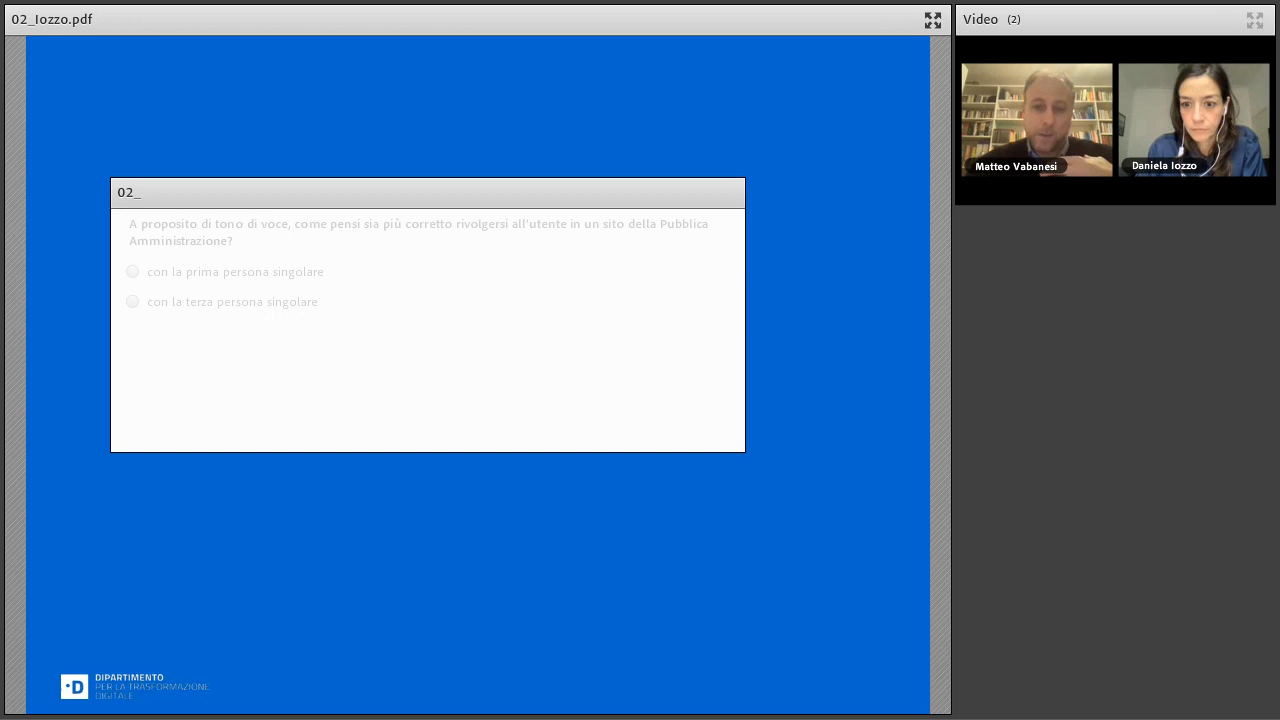 02_Iozzo.pdf
Video (2)
Matteo Vabanesi
Daniela Iozzo
02_
A proposito di tono di voce, come pensi sia più corretto rivolgersi all'utente in un sito della Pubblica
Amministrazione?
con la prima persona singolare
con la terza persona singolare
·D
DIPARTIMENTO
PER LA TRASFORMAZIONE
DIGITALE